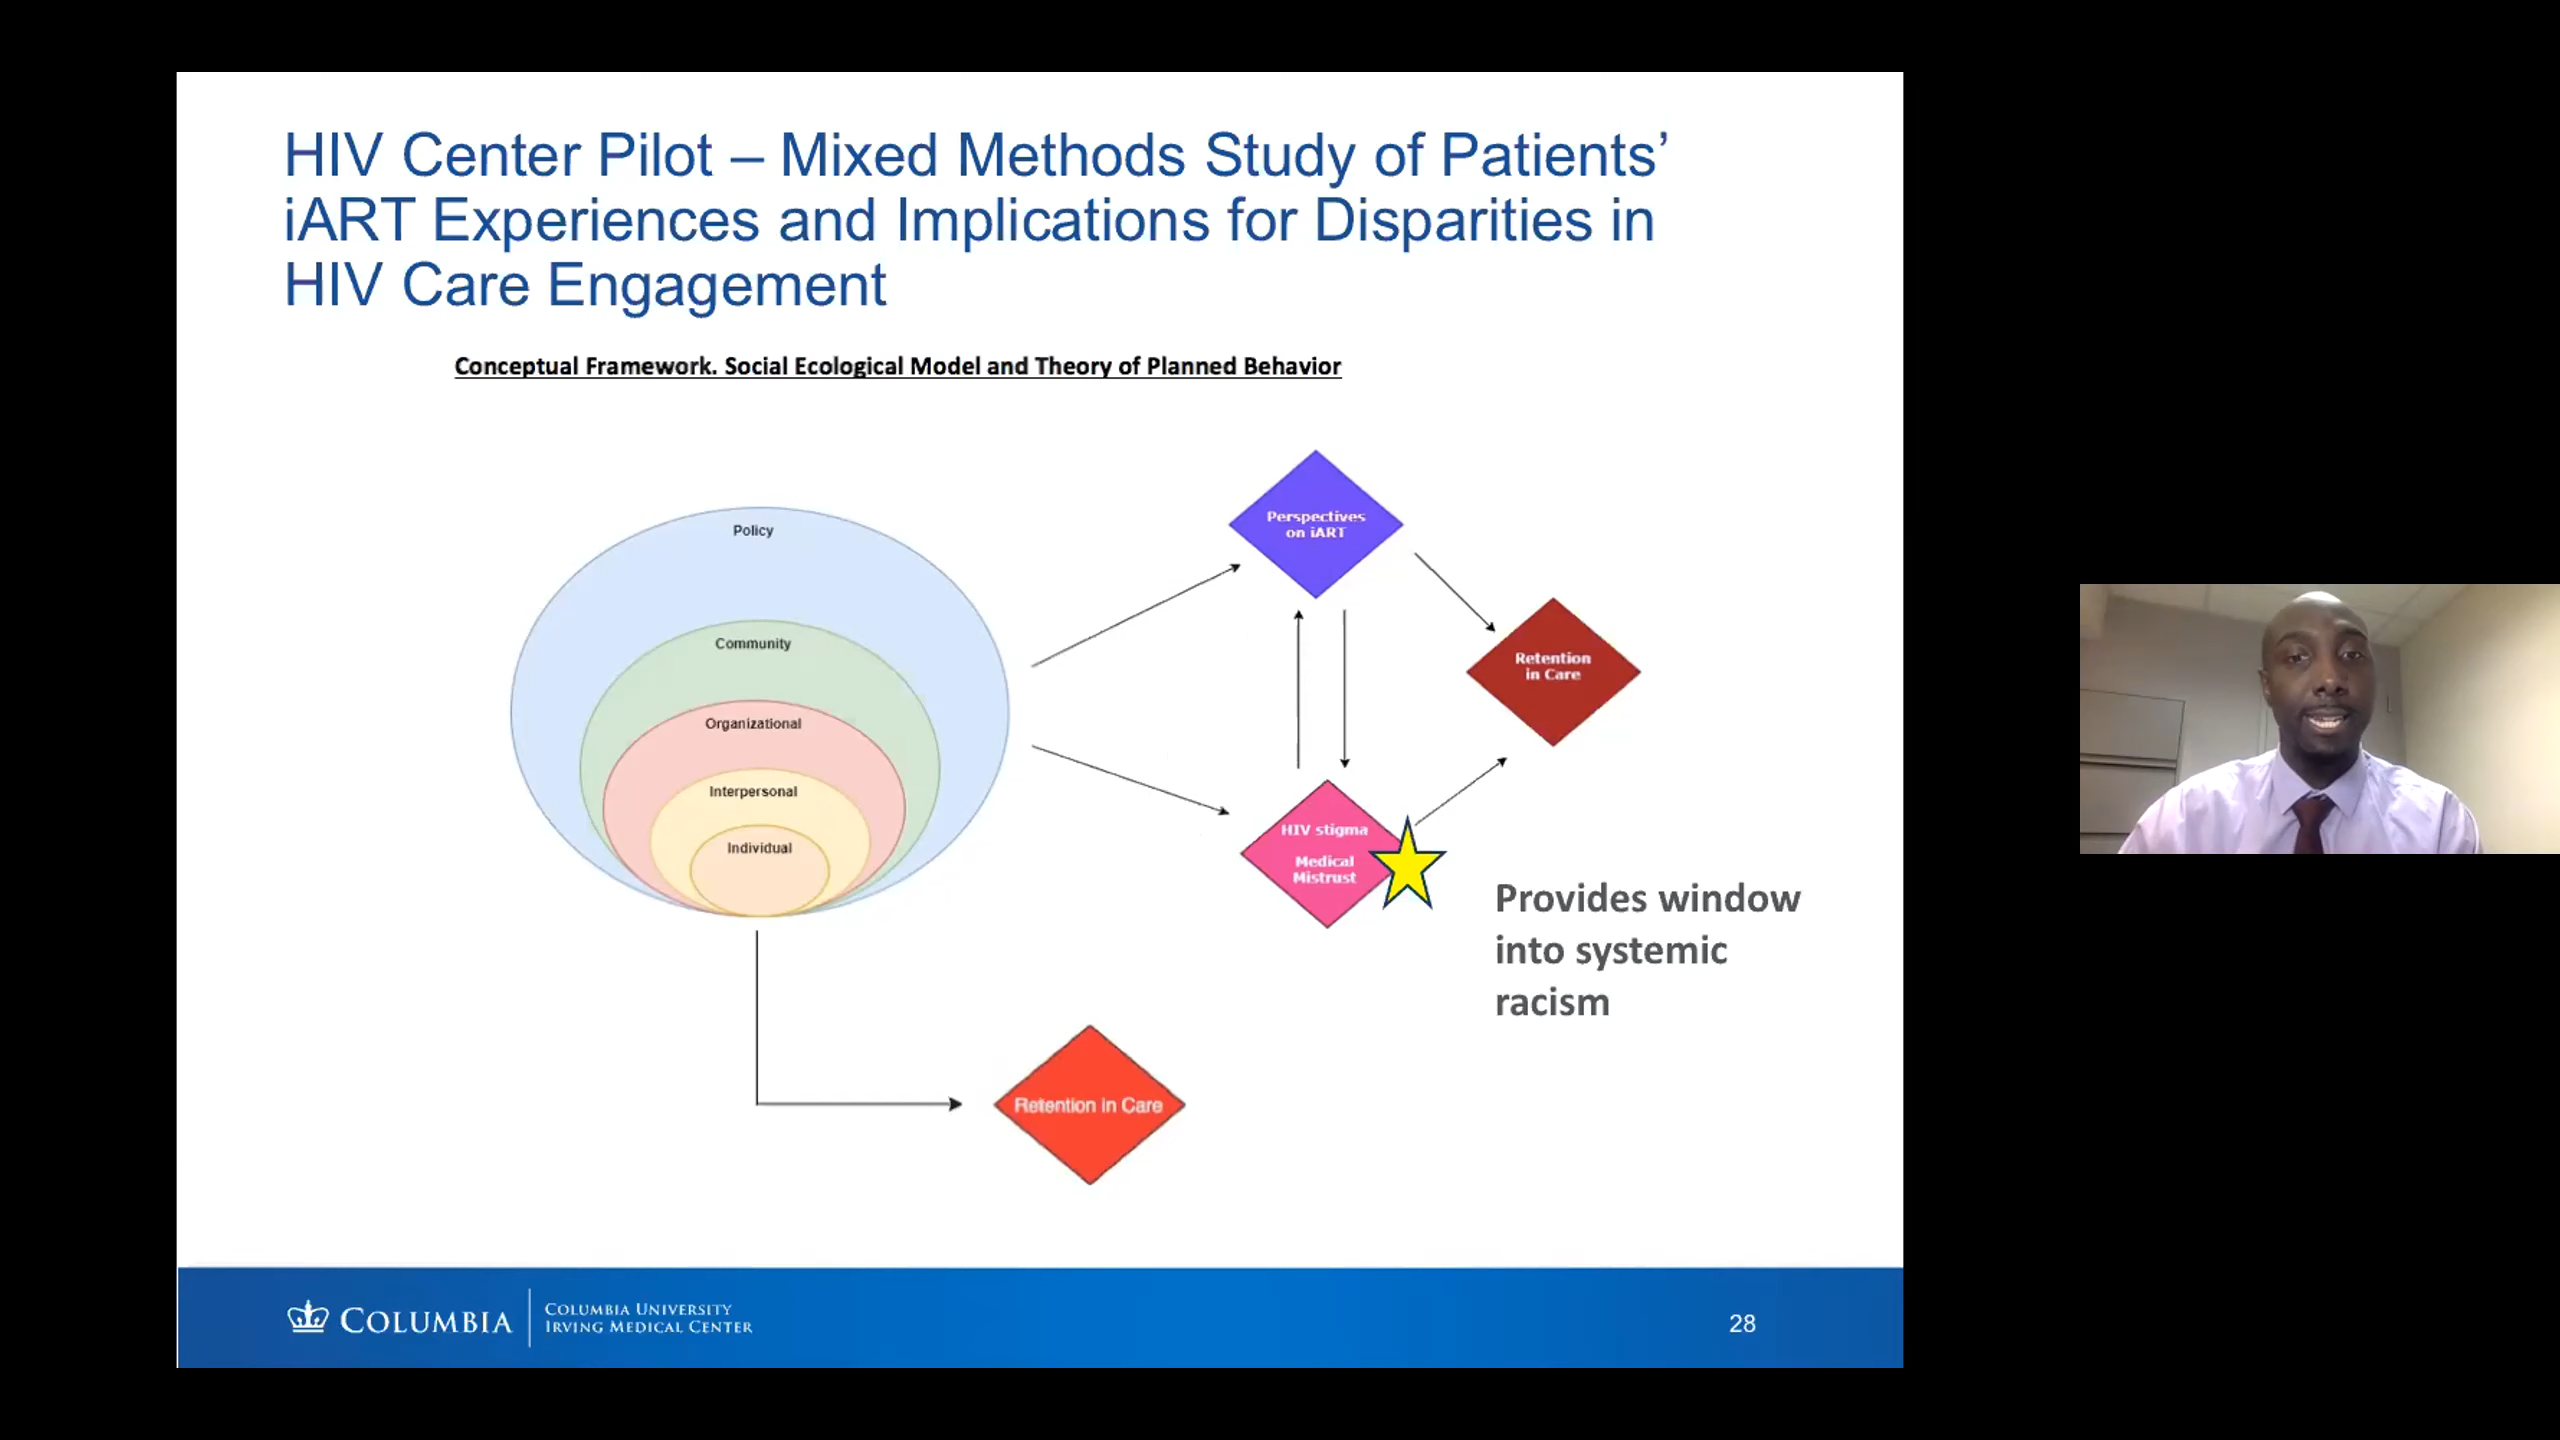 HIV Center Pilot – Mixed Methods Study of Patients’
iART Experiences and Implications for Disparities in
HIV Care Engagement
Conceptual Framework. Social Ecological Model and Theory of Planned Behavior
Policy
Community
Organizational
Interpersonal
Individual
Perspectives
on iART
Retention
in Care
HIV stigma
Medical
Mistrust
Provides window
into systemic
racism
Retention in Care
COLUMBIA
COLUMBIA UNIVERSITY
IRVING MEDICAL CENTER
28